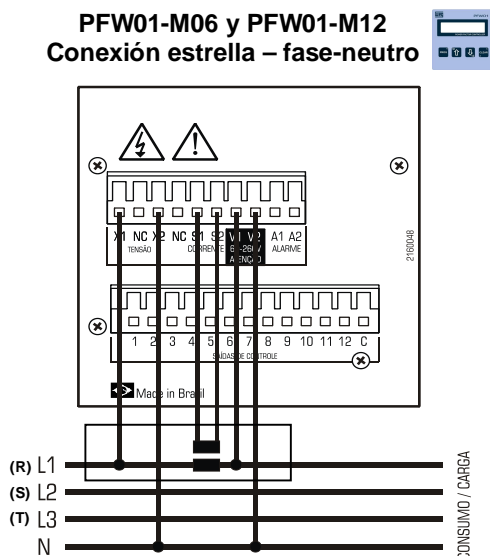 PFW01-M06 y PFW01-M12
Conexión estrella – fase-neutro
X1 NC X2 NC S1 S2 V1 V2 A1 A2
TENSÃO CORRENTE ALARME
ATENÇÃO
2160048
1 2 3 4 5 6 7 8 9 10 11 12 C
SAÍDAS DE CONTROLE
Made in Brasil
(R) L1
(S) L2
(T) L3
N
CONSUMO / CARGA